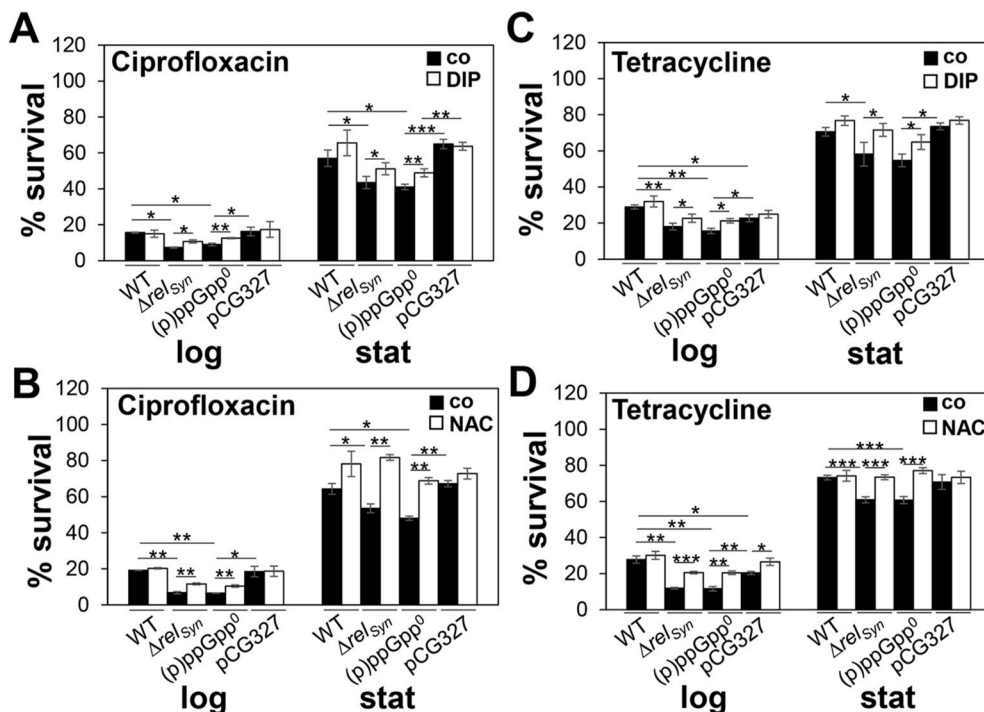 A
Ciprofloxacin
co
DIP
% survival
120
100
80
60
40
20
0
* * * ** *
* * * *** ** **
WT ΔrelSyn (p)ppGpp0 pCG327 WT ΔrelSyn (p)ppGpp0 pCG327
log stat
C
Tetracycline
co
DIP
% survival
120
100
80
60
40
20
0
** * ** * * *
* * *
WT ΔrelSyn (p)ppGpp0 pCG327 WT ΔrelSyn (p)ppGpp0 pCG327
log stat
B
Ciprofloxacin
co
NAC
% survival
120
100
80
60
40
20
0
** ** ** ** *
* ** * ** **
WT ΔrelSyn (p)ppGpp0 pCG327 WT ΔrelSyn (p)ppGpp0 pCG327
log stat
D
Tetracycline
co
NAC
% survival
120
100
80
60
40
20
0
** *** ** * ** ** *
*** *** *** ***
WT ΔrelSyn (p)ppGpp0 pCG327 WT ΔrelSyn (p)ppGpp0 pCG327
log stat